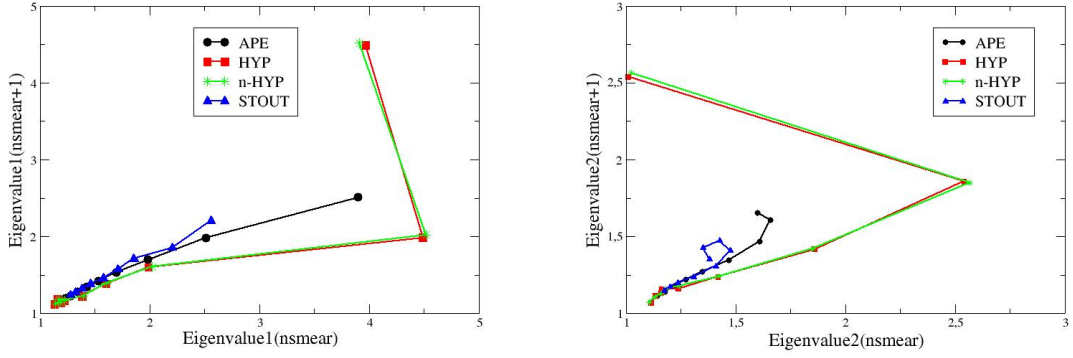 5
4
3
2
1
Eigenvalue1(nsmear+1)
APE
HYP
n-HYP
STOUT
1
2
3
4
5
Eigenvalue1(nsmear)
3
2,5
2
1,5
1
Eigenvalue2(nsmear+1)
APE
HYP
n-HYP
STOUT
1
1,5
2
2,5
3
Eigenvalue2(nsmear)